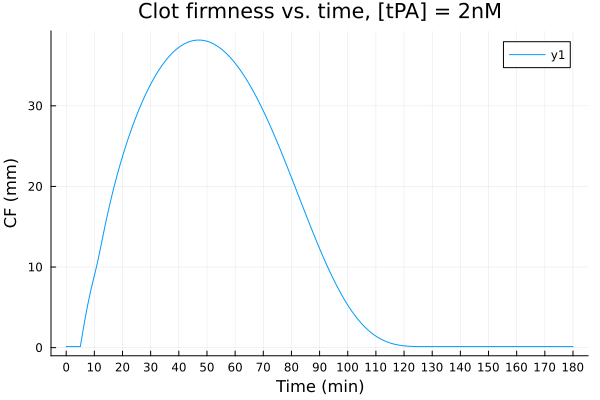 Clot firmness vs. time, [tPA] = 2nM
y1
CF (mm)
30
20
10
0
0 10 20 30 40 50 60 70 80 90 100 110 120 130 140 150 160 170 180
Time (min)